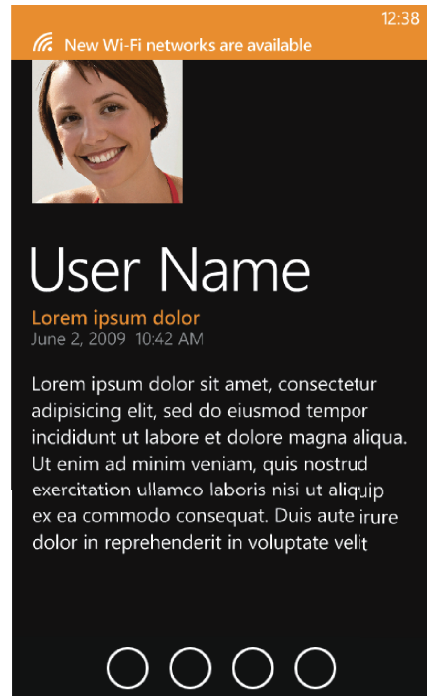 12:38
New Wi-Fi networks are available
User Name
Lorem ipsum dolor
June 2, 2009 10:42 AM
Lorem ipsum dolor sit amet, consectetur
adipisicing elit, sed do eiusmod tempor
incididunt ut labore et dolore magna aliqua.
Ut enim ad minim veniam, quis nostrud
exercitation ullamco laboris nisi ut aliquip
ex ea commodo consequat. Duis aute irure
dolor in reprehenderit in voluptate velit